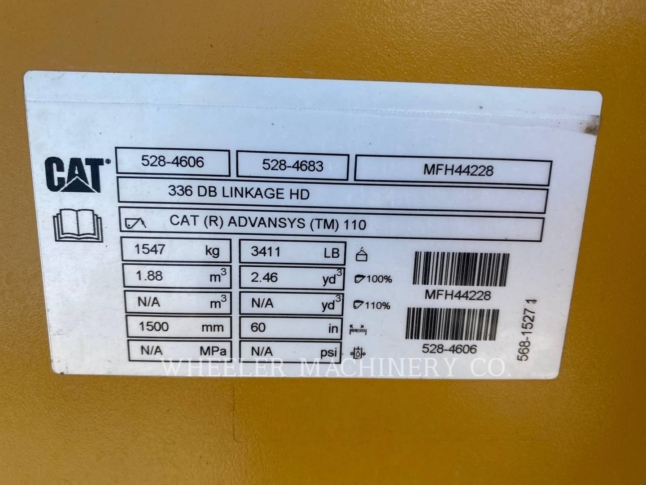 CAT
528-4606 528-4683 MFH44228
336 DB LINKAGE HD
CAT (R) ADVANSYS (TM) 110
1547 kg 3411 LB
1.88 m3 2.46 yd3 100%
N/A m3 N/A yd3 110%
1500 mm 60 in
N/A MPa N/A psi
MFH44228
528-4606
568-1527 1
WHEELER MACHINERY CO.